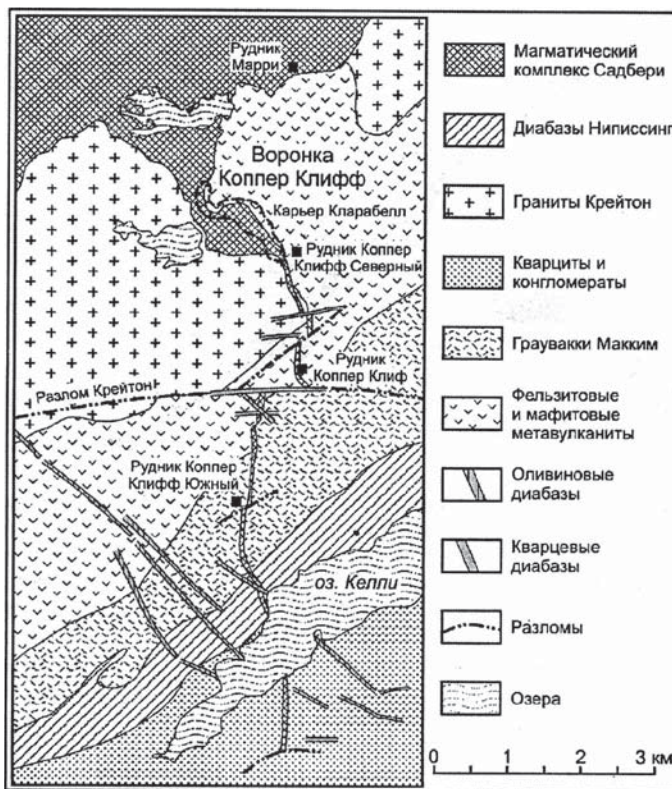 Рудник
Марри
Воронка
Коппер Клифф
Карьер Кларабелл
Рудник Коппер
Клифф Северный
Рудник
Коппер Клиф
Разлом Крейтон
Рудник Коппер
Клифф Южный
оз. Келли
Магматический
комплекс Садбери
Диабазы Ниписсинг
Граниты Крейтон
Кварциты и
конгломераты
Граувакки Макким
Фельзитовые
и мафитовые
метавулканиты
Оливиновые
диабазы
Кварцевые
диабазы
Разломы
Озера
0 1 2 3 км